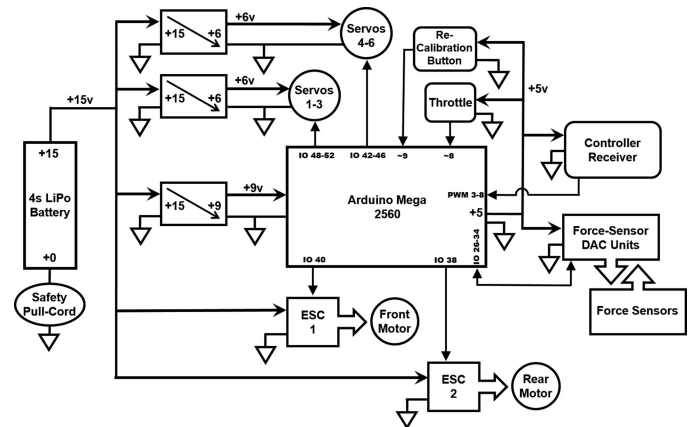 +6v
Servos
4-6
+15 +6
Re-
Calibration
Button
+6v
+15v
Servos
1-3
+15 +6
Throttle
+5v
IO 48-52
IO 42-46
~9
~8
Controller
Receiver
+15
4s LiPo
Battery
+0
+9v
+15 +9
Arduino Mega
2560
PWM 3-8
+5
IO 26-34
IO 40
IO 38
Force-Sensor
DAC Units
Safety
Pull-Cord
ESC
1
Front
Motor
Force Sensors
ESC
2
Rear
Motor